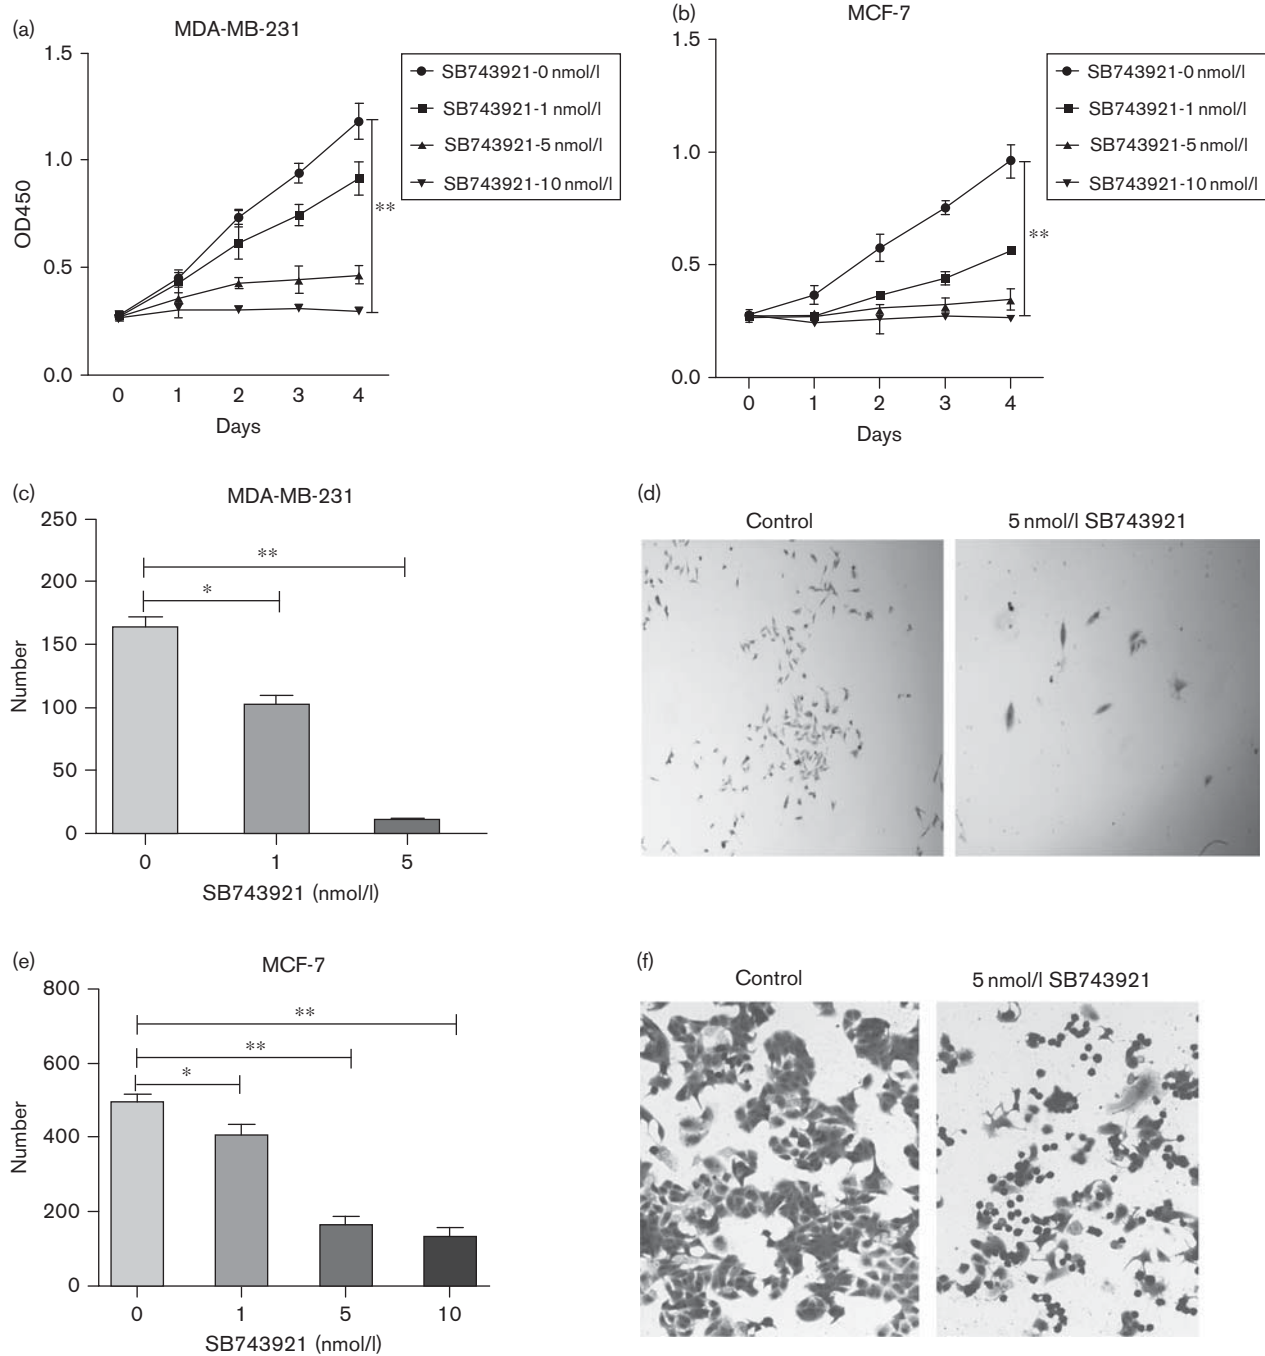 (a)
MDA-MB-231
1.5
1.0
0.5
0.0
OD450
0 1 2 3 4
Days
SB743921-0 nmol/l
SB743921-1 nmol/l
SB743921-5 nmol/l
SB743921-10 nmol/l
**
(b)
MCF-7
1.5
1.0
0.5
0.0
0 1 2 3 4
Days
SB743921-0 nmol/l
SB743921-1 nmol/l
SB743921-5 nmol/l
SB743921-10 nmol/l
**
(c)
MDA-MB-231
250
200
150
100
50
0
Number
**
*
0 1 5
SB743921 (nmol/l)
(d)
Control
5 nmol/l SB743921
(e)
MCF-7
800
600
400
200
0
Number
**
**
*
0 1 5 10
SB743921 (nmol/l)
(f)
Control
5 nmol/l SB743921